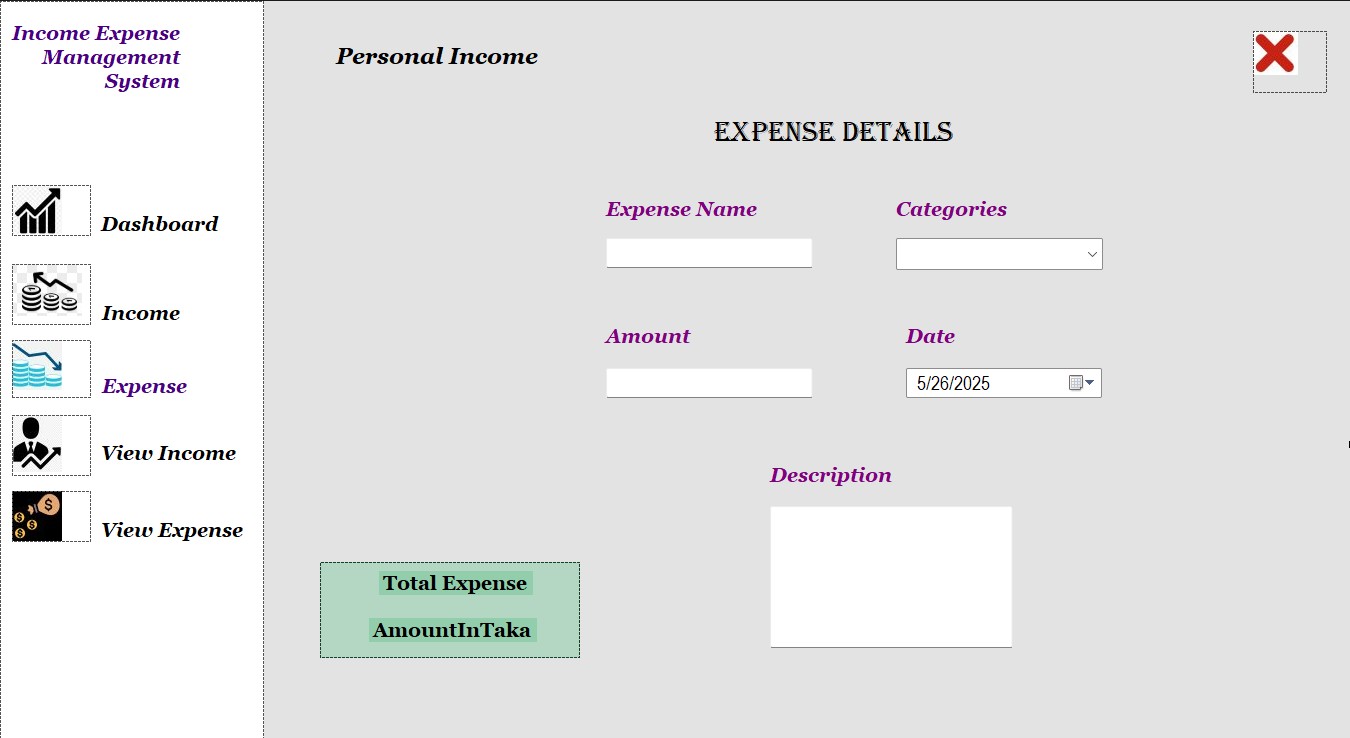 Income Expense
Management
System
Dashboard
Income
Expense
View Income
View Expense
Personal Income
EXPENSE DETAILS
Expense Name
Categories
Amount
Date
5/26/2025
Description
Total Expense
AmountInTaka